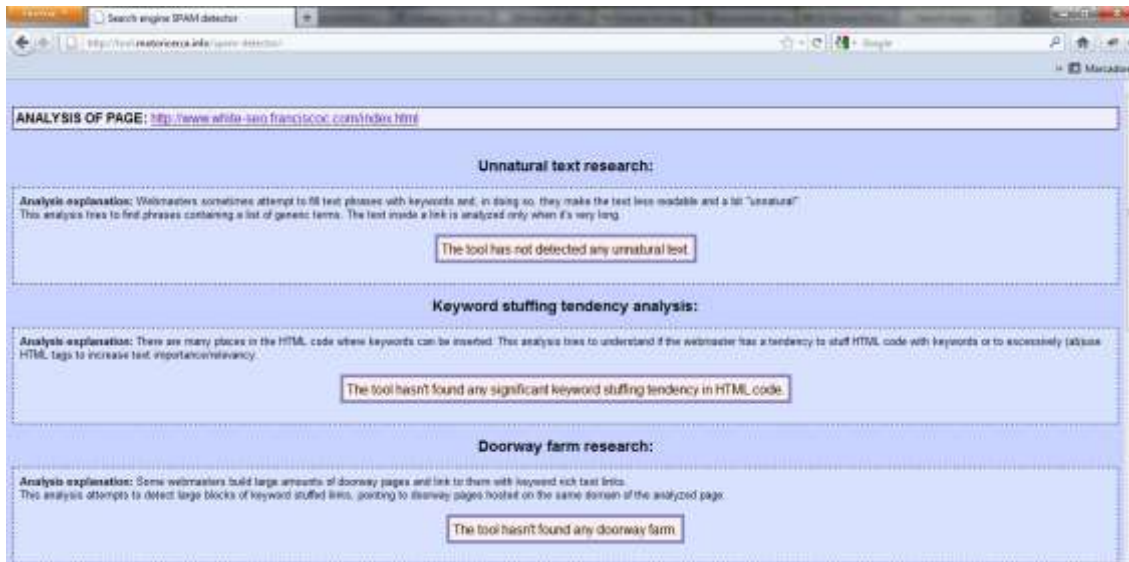 Search engine SPAM detector
Google
ANALYSIS OF PAGE: http://www.white-seo.franciscoc.com/index.html
Unnatural text research:
Analysis explanation: Webmasters sometimes attempt to fill text phrases with keywords and, in doing so, they make the text less readable and a bit "unnatural".
This analysis tries to find phrases containing a list of generic terms. The text inside a link is analyzed only when it's very long.
The tool has not detected any unnatural text.
Keyword stuffing tendency analysis:
Analysis explanation: There are many places in the HTML code where keywords can be inserted. This analysis tries to understand if the webmaster has a tendency to stuff HTML code with keywords or to excessively (ab)use
HTML tags to increase text importance/relevancy.
The tool hasn't found any significant keyword stuffing tendency in HTML code.
Doorway farm research:
Analysis explanation: Some webmasters build large amounts of doorway pages and link to them with keyword rich text links.
This analysis attempts to detect large blocks of keyword stuffed links, pointing to doorway pages hosted on the same domain of the analyzed page.
The tool hasn't found any doorway farm.